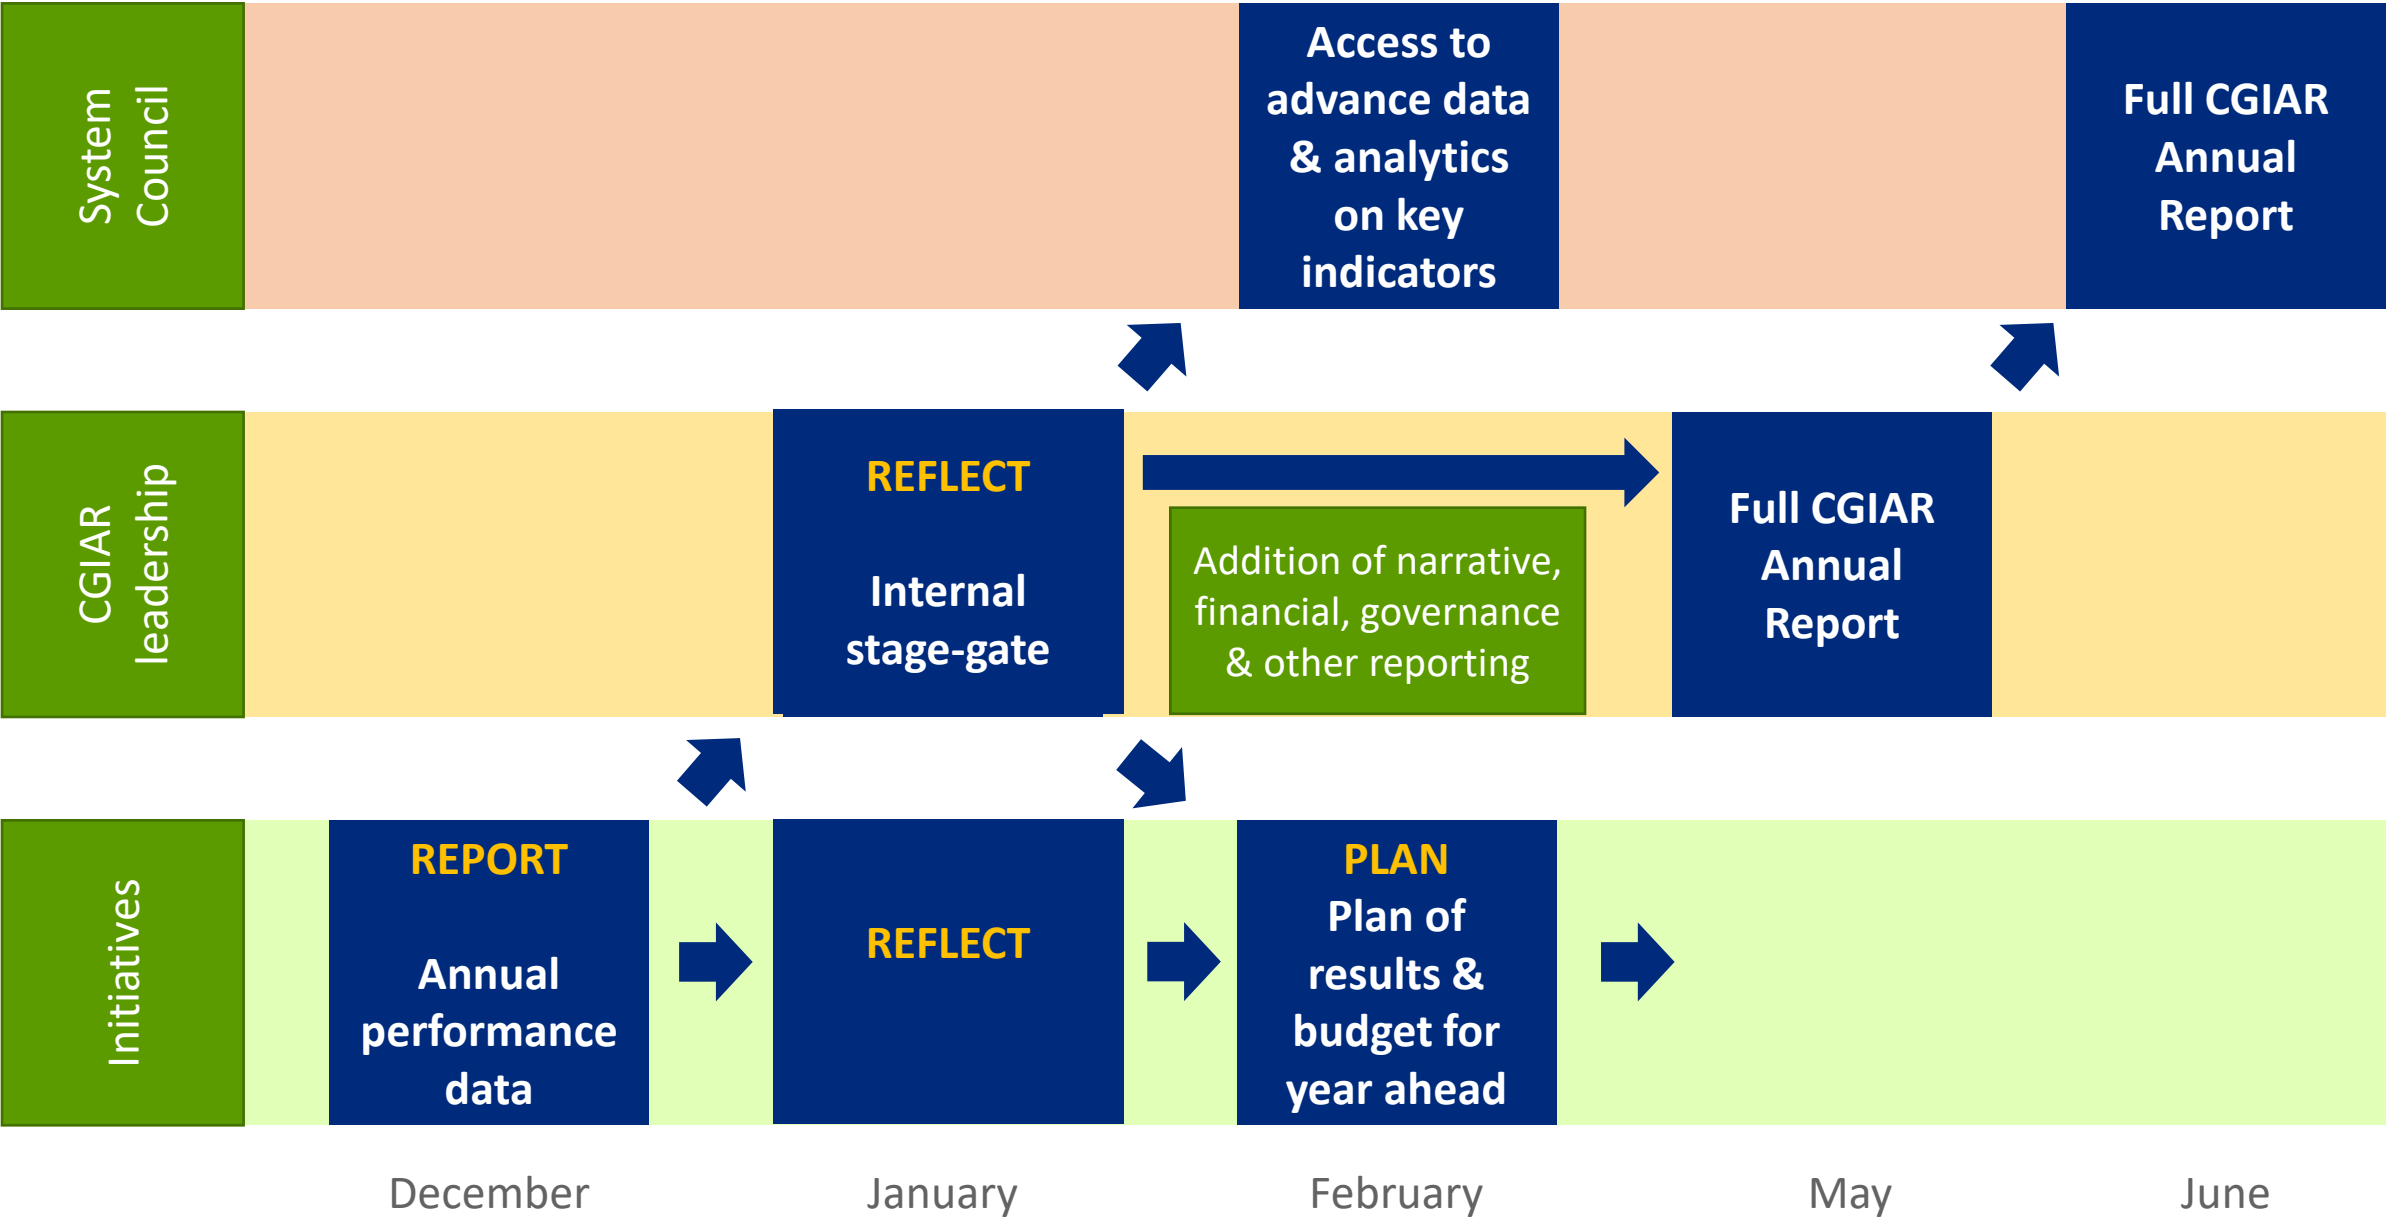 System
Council
Access to
advance data
& analytics
on key
indicators
Full CGIAR
Annual
Report
CGIAR
leadership
REFLECT
Internal
stage-gate
Addition of narrative,
financial, governance
& other reporting
Full CGIAR
Annual
Report
Initiatives
REPORT
Annual
performance
data
REFLECT
PLAN
Plan of
results &
budget for
year ahead
December
January
February
May
June